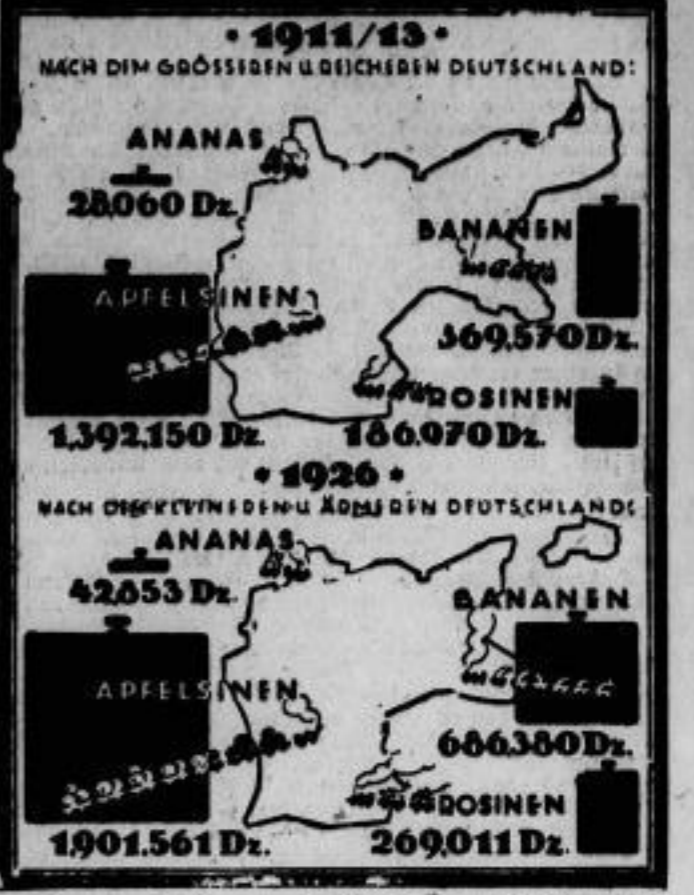 • 1911/13 •
NACH DEM GRÖSSEREN U. REICHEREN DEUTSCHLAND:
ANANAS
28.060 Dz.
BANANEN
APFELSINEN
369.570 Dz.
ROSINEN
1,392,150 Dz.
186.070 Dz.
• 1926 •
NACH U. ÄRMEREN DEUTSCHLAND:
ANANAS
42.853 Dz.
BANANEN
APFELSINEN
686.380 Dz.
ROSINEN
1.901.561 Dz.
269.011 Dz.